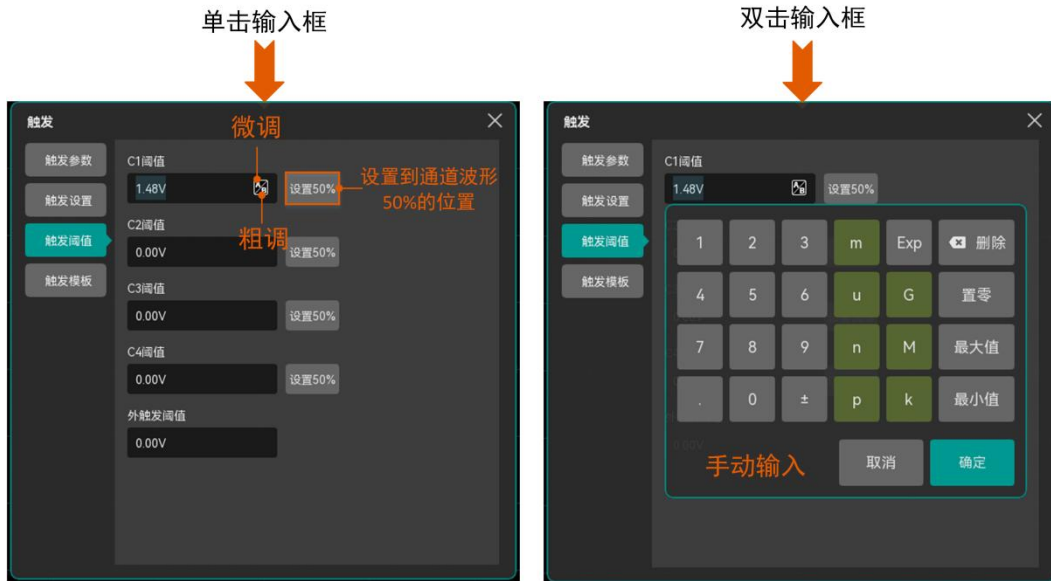 单击输入框
触发
触发参数
触发设置
触发阈值
触发模板
C1阈值
微调
1.48V
A B
设置50%
设置到通道波形
50%的位置
粗调
C2阈值
0.00V
设置50%
C3阈值
0.00V
设置50%
C4阈值
0.00V
设置50%
外触发阈值
0.00V
双击输入框
触发
触发参数
触发设置
触发阈值
触发模板
C1阈值
1.48V
A B
设置50%
1 2 3 m Exp 删除
4 5 6 u G 置零
7 8 9 n M 最大值
. 0 ± p k 最小值
0.00V
手动输入
取消
确定